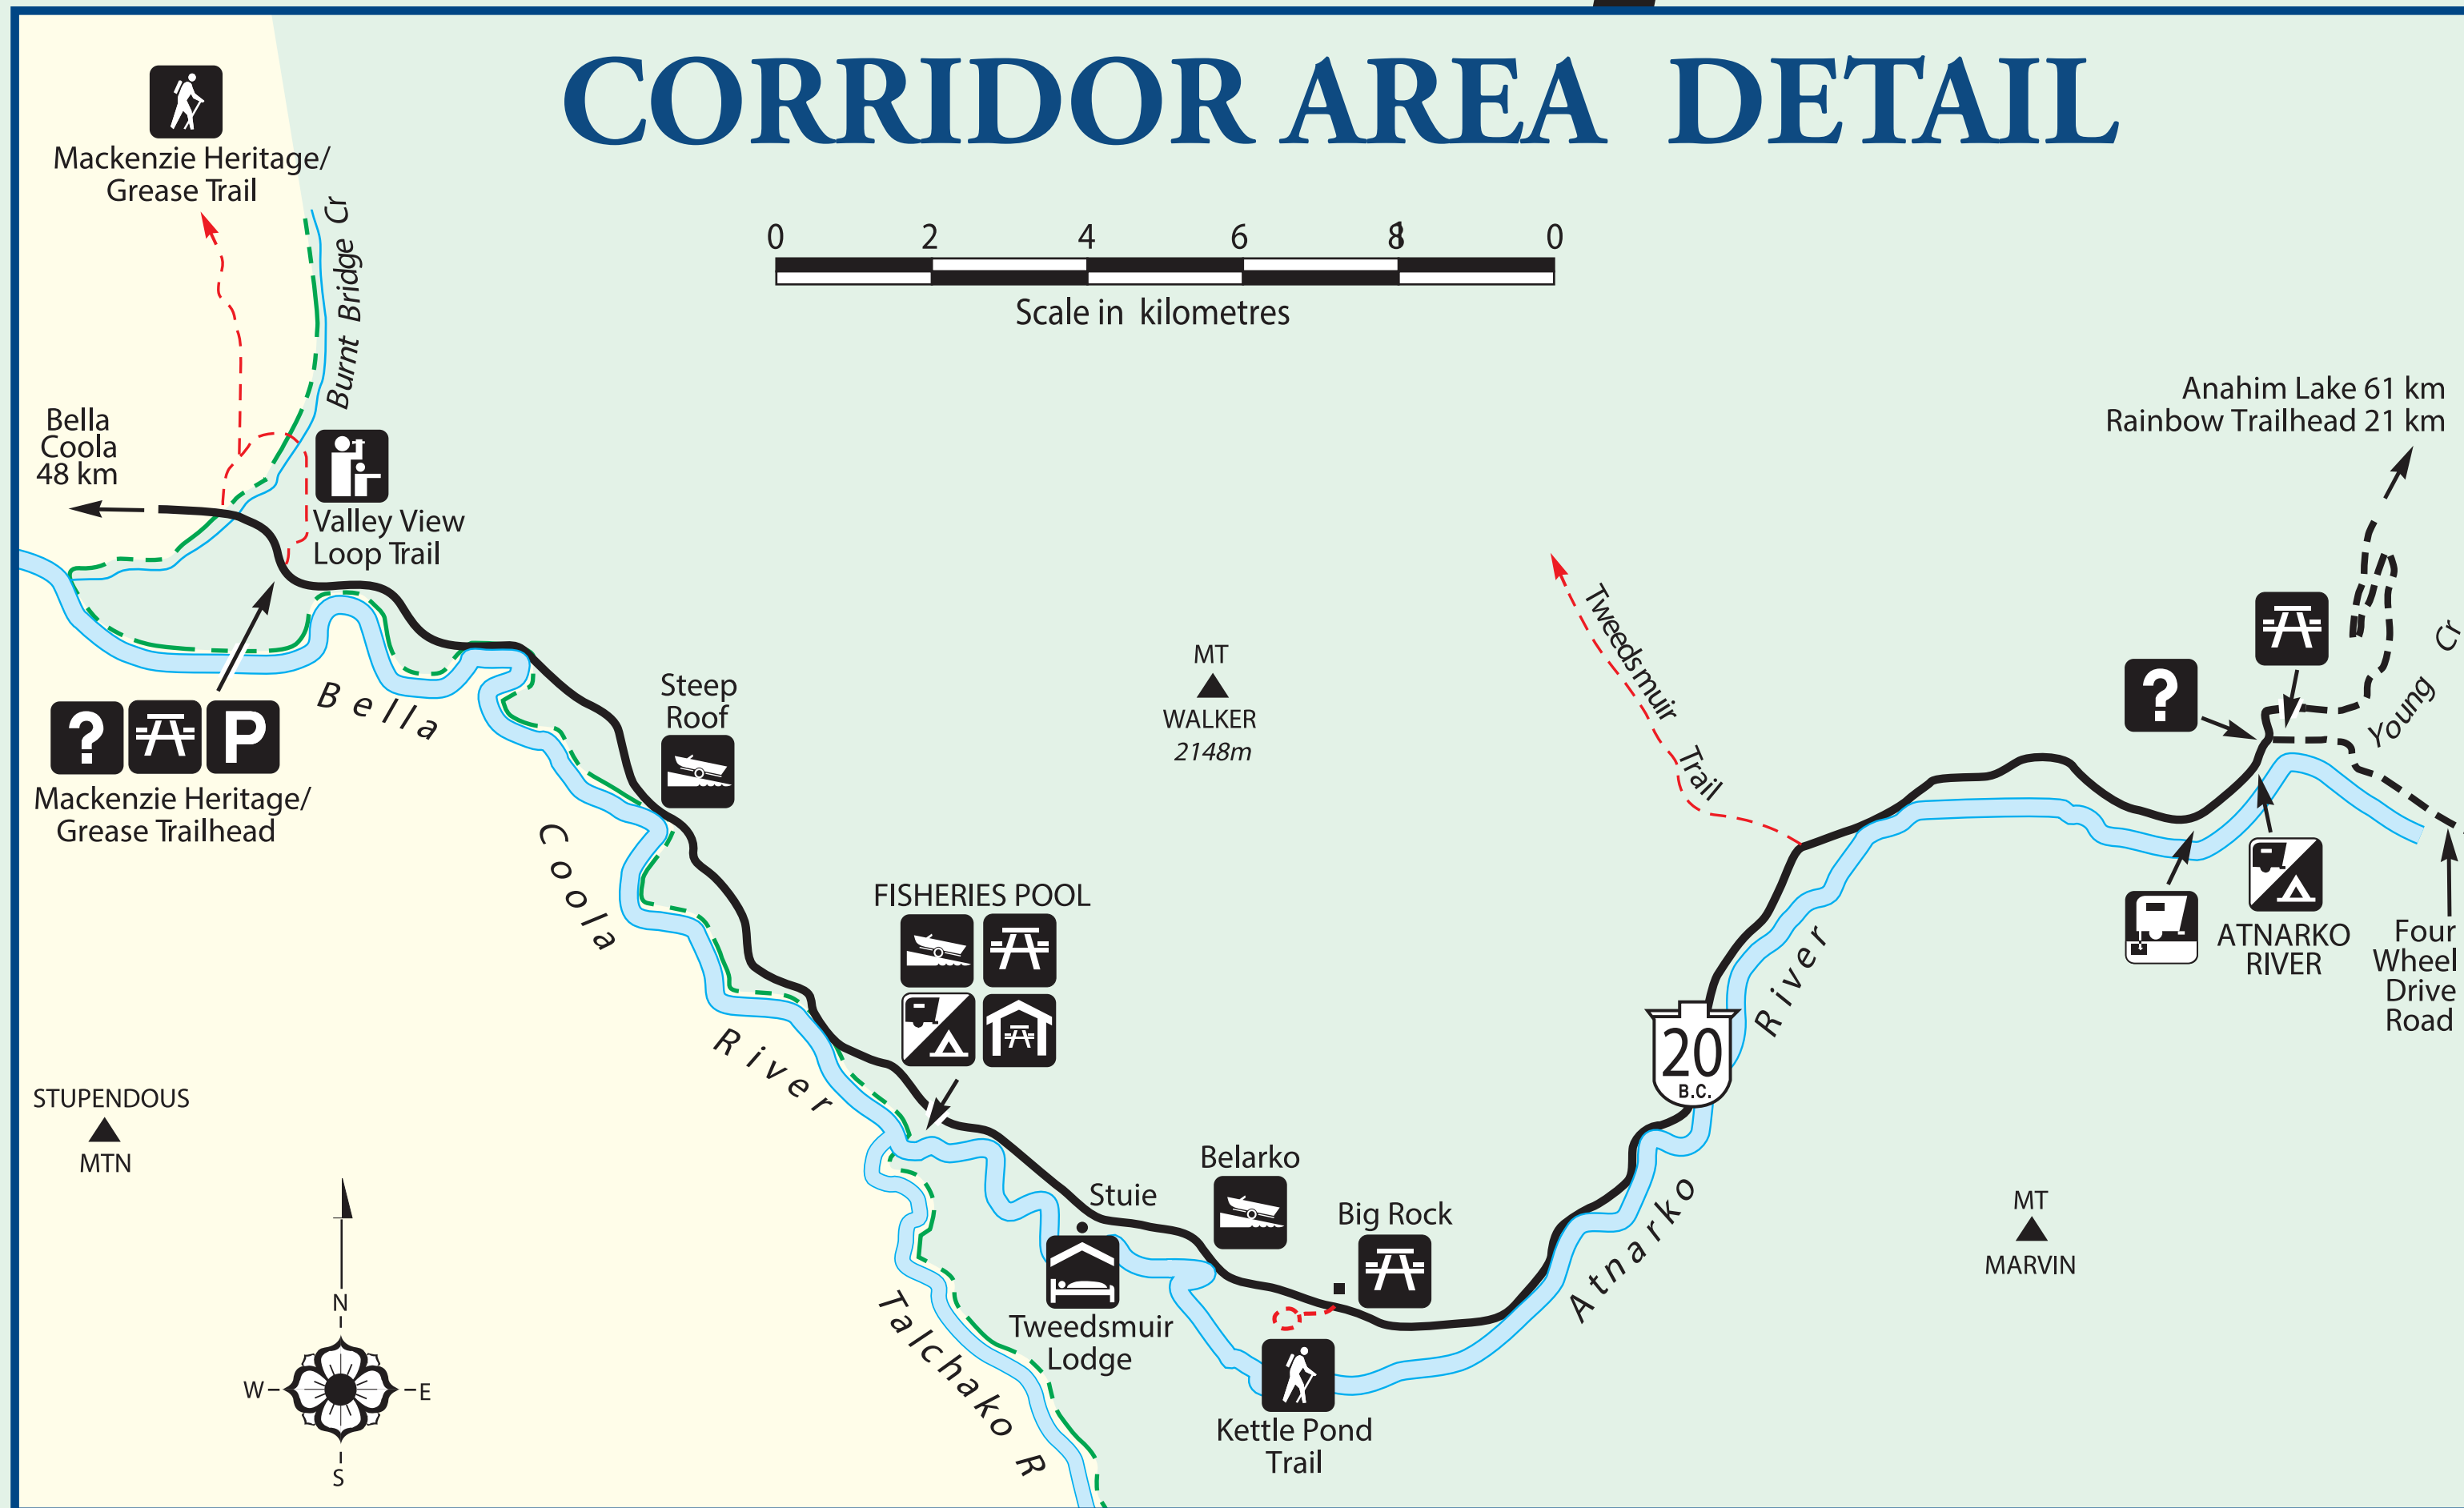 CORRIDOR AREA DETAIL
Mackenzie Heritage/
Grease Trail
Burnt Bridge Cr
0 2 4 6 8 0
Scale in kilometres
Bella
Coola
48 km
Valley View
Loop Trail
Anahim Lake 61 km
Rainbow Trailhead 21 km
Tweedsmuir Trail
Young Cr
?
MT
WALKER
2148m
Steep
Roof
Bella Coola River
? P
Mackenzie Heritage/
Grease Trailhead
FISHERIES POOL
ATNARKO
RIVER
Four
Wheel
Drive
Road
20
B.C.
Atnarko River
STUPENDOUS
MTN
Stuie
Belarko
Big Rock
MT
MARVIN
Tweedsmuir
Lodge
Talchako R
Kettle Pond
Trail
N
W E
S